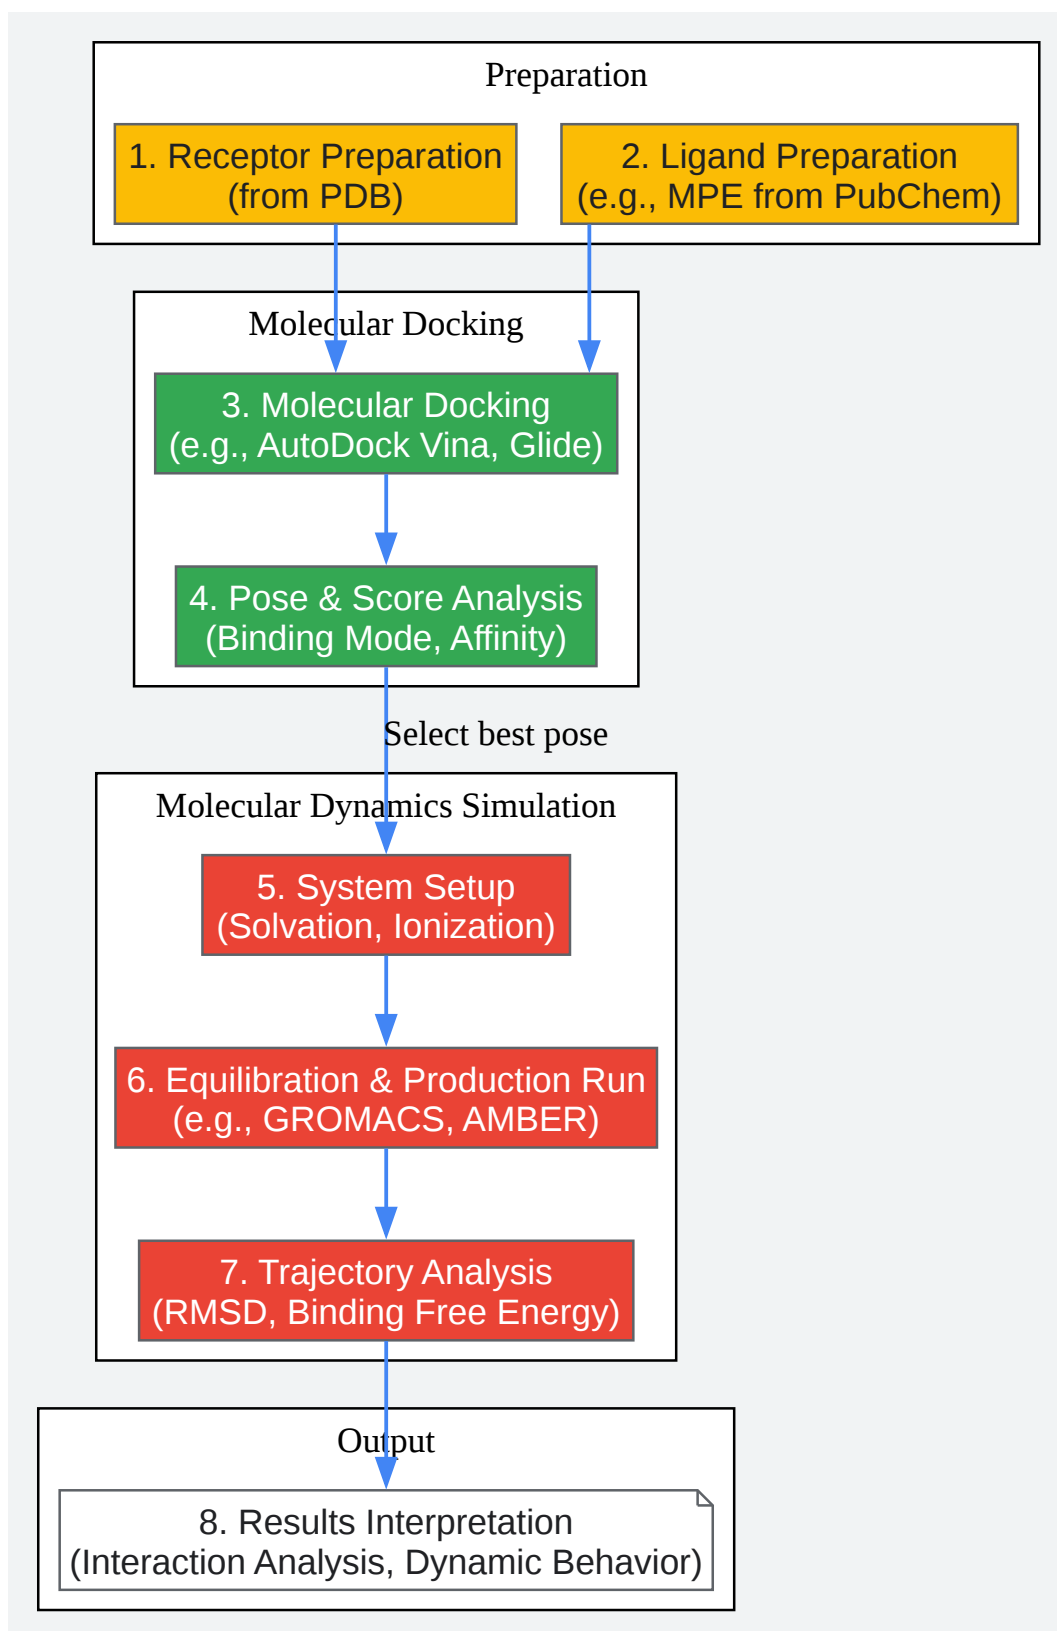 Preparation
1. Receptor Preparation
(from PDB)
2. Ligand Preparation
(e.g., MPE from PubChem)
Molecular Docking
3. Molecular Docking
(e.g., AutoDock Vina, Glide)
4. Pose & Score Analysis
(Binding Mode, Affinity)
Select best pose
Molecular Dynamics Simulation
5. System Setup
(Solvation, Ionization)
6. Equilibration & Production Run
(e.g., GROMACS, AMBER)
7. Trajectory Analysis
(RMSD, Binding Free Energy)
Output
8. Results Interpretation
(Interaction Analysis, Dynamic Behavior)